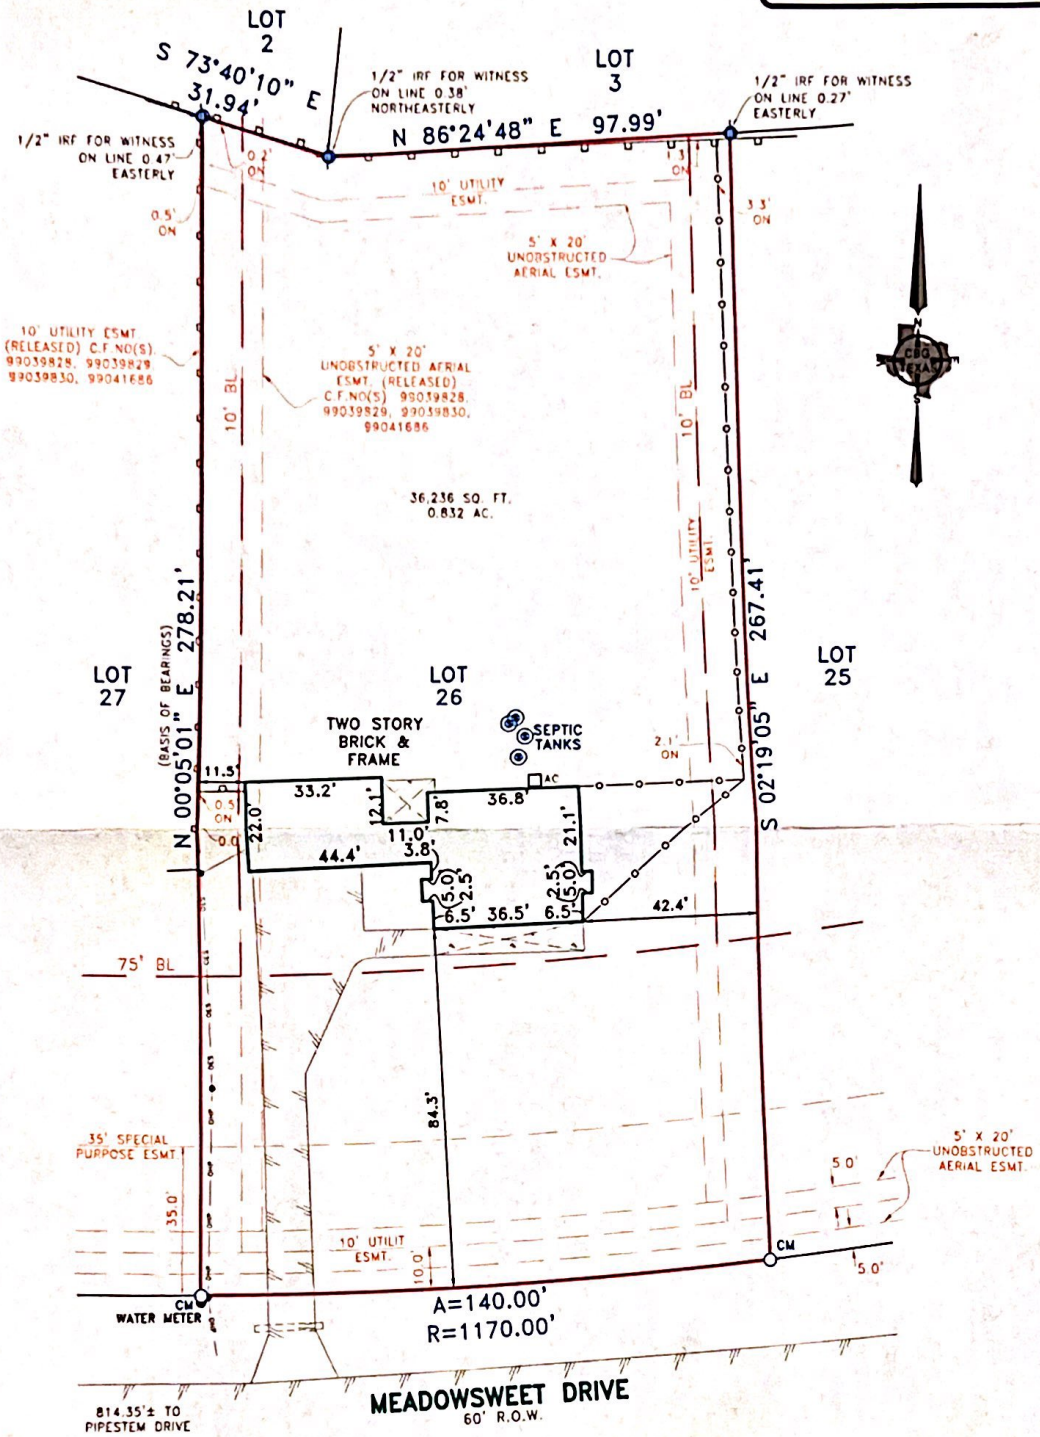 LOT
2
S 73°40'10" E
31.94'
1/2" IRF FOR WITNESS
ON LINE 0.38'
NORTHEASTERLY
LOT
3
1/2" IRF FOR WITNESS
ON LINE 0.27'
EASTERLY
N 86°24'48" E 97.99'
1/2" IRF FOR WITNESS
ON LINE 0.47'
EASTERLY
0.2'
ON
1.3'
ON
10' UTILITY
ESMT.
0.5'
ON
3.3'
ON
5' X 20'
UNOBSTRUCTED
AERIAL ESMT.
N
CBG
TEXAS
S
10' UTILITY ESMT
(RELEASED) C.F.NO(S)
99039828, 99039829
99039830, 99041686
5' X 20'
UNOBSTRUCTED AERIAL
ESMT. (RELEASED)
C.F.NO(S) 99039828,
99039829, 99039830,
99041686
10' BL
10' BL
36,236 SQ. FT.
0.832 AC.
10' UTILITY
ESMT.
N 00°05'01" E 278.21'
(BASIS OF BEARINGS)
S 02°19'05" E 267.41'
LOT
27
LOT
26
LOT
25
TWO STORY
BRICK &
FRAME
SEPTIC
TANKS
2.1'
ON
11.5'
33.2'
12.1'
7.8'
36.8'
AC
0.5'
ON
0.0'
22.0'
11.0'
21.1'
44.4'
3.8'
(5.0')
2.5'
2.5'
(5.0')
6.5'
36.5'
6.5'
42.4'
75' BL
84.3'
35' SPECIAL
PURPOSE ESMT.
35.0'
5' X 20'
UNOBSTRUCTED
AERIAL ESMT.
5.0'
10' UTILIT
ESMT.
10.0'
CM
5.0'
CM
WATER METER
A=140.00'
R=1170.00'
MEADOWSWEET DRIVE
60' R.O.W.
814.35'± TO
PIPESTEM DRIVE